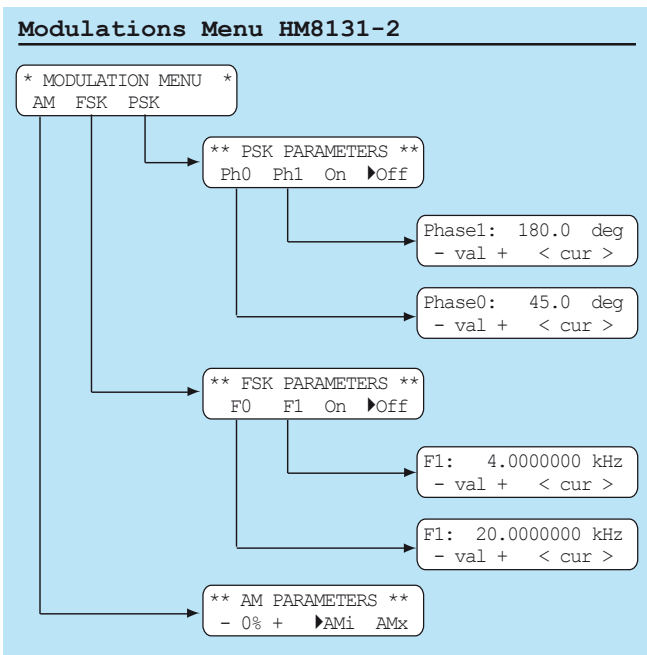 Modulations Menu HM8131-2
* MODULATION MENU *
AM FSK PSK
** PSK PARAMETERS **
Ph0 Ph1 On ▶Off
Phase1: 180.0 deg
- val + < cur >
Phase0: 45.0 deg
- val + < cur >
** FSK PARAMETERS **
F0 F1 On ▶Off
F1: 4.0000000 kHz
- val + < cur >
F1: 20.0000000 kHz
- val + < cur >
** AM PARAMETERS **
- 0% + ▶AMi AMx